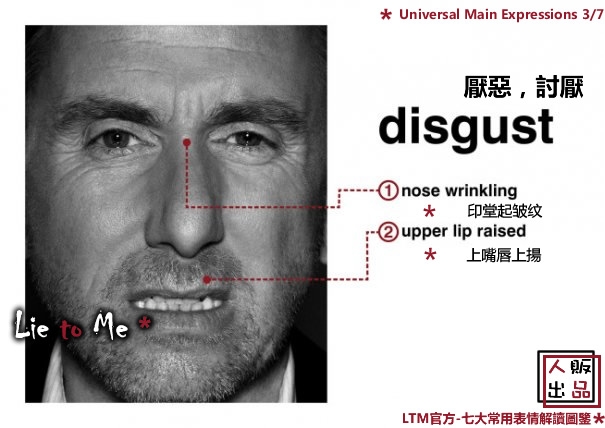 * Universal Main Expressions 3/7
厭惡，討厭
disgust
1 nose wrinkling
* 印堂起皱纹
2 upper lip raised
* 上嘴唇上揚
Lie to Me *
人販
出品
LTM官方-七大常用表情解讀圖鑒*